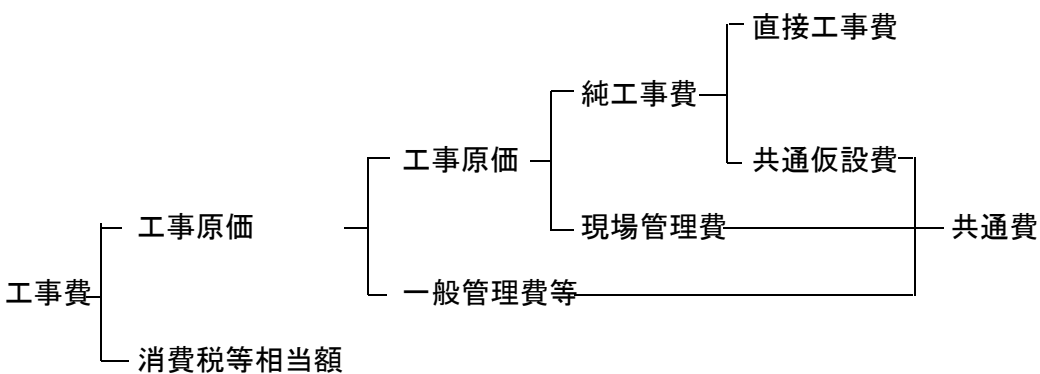 直接工事費
純工事費
工事原価
共通仮設費
工事原価
現場管理費
共通費
工事費
一般管理費等
消費税等相当額